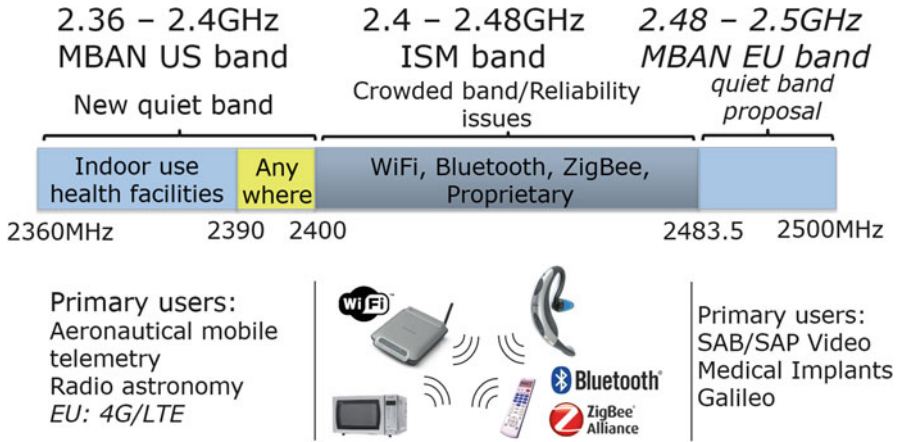 2.36 – 2.4GHz
MBAN US band
New quiet band
2.4 – 2.48GHz
ISM band
Crowded band/Reliability
issues
2.48 – 2.5GHz
MBAN EU band
quiet band
proposal
Indoor use
health facilities
Any
where
WiFi, Bluetooth, ZigBee,
Proprietary
2360MHz
2390
2400
2483.5
2500MHz
Primary users:
Aeronautical mobile
telemetry
Radio astronomy
EU: 4G/LTE
Wi Fi
Bluetooth®
ZigBee®
Alliance
Primary users:
SAB/SAP Video
Medical Implants
Galileo